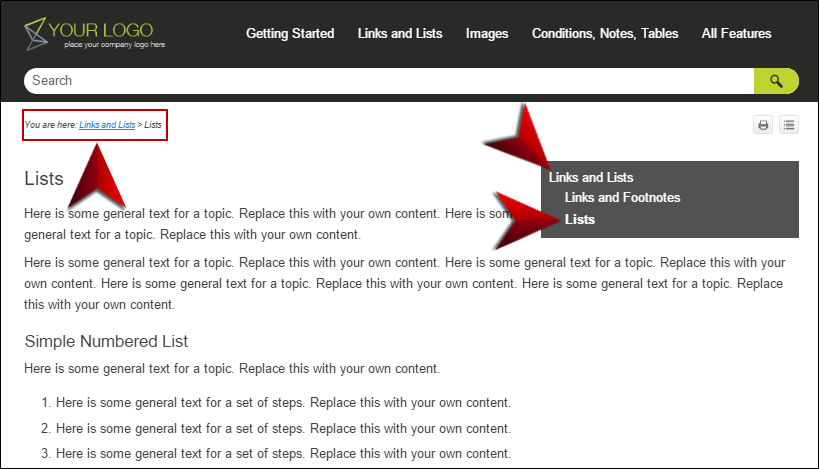 YOUR LOGO
place your company logo here
Getting Started Links and Lists Images Conditions, Notes, Tables All Features
Search
You are here: Links and Lists > Lists
Links and Lists
Links and Footnotes
Lists
Lists
Here is some general text for a topic. Replace this with your own content. Here is som
general text for a topic. Replace this with your own content.
Here is some general text for a topic. Replace this with your own content. Here is some general text for a topic. Replace this with your
own content. Here is some general text for a topic. Replace this with your own content. Here is some general text for a topic. Replace
this with your own content.
Simple Numbered List
Here is some general text for a topic. Replace this with your own content.
1. Here is some general text for a set of steps. Replace this with your own content.
2. Here is some general text for a set of steps. Replace this with your own content.
3. Here is some general text for a set of steps. Replace this with your own content.